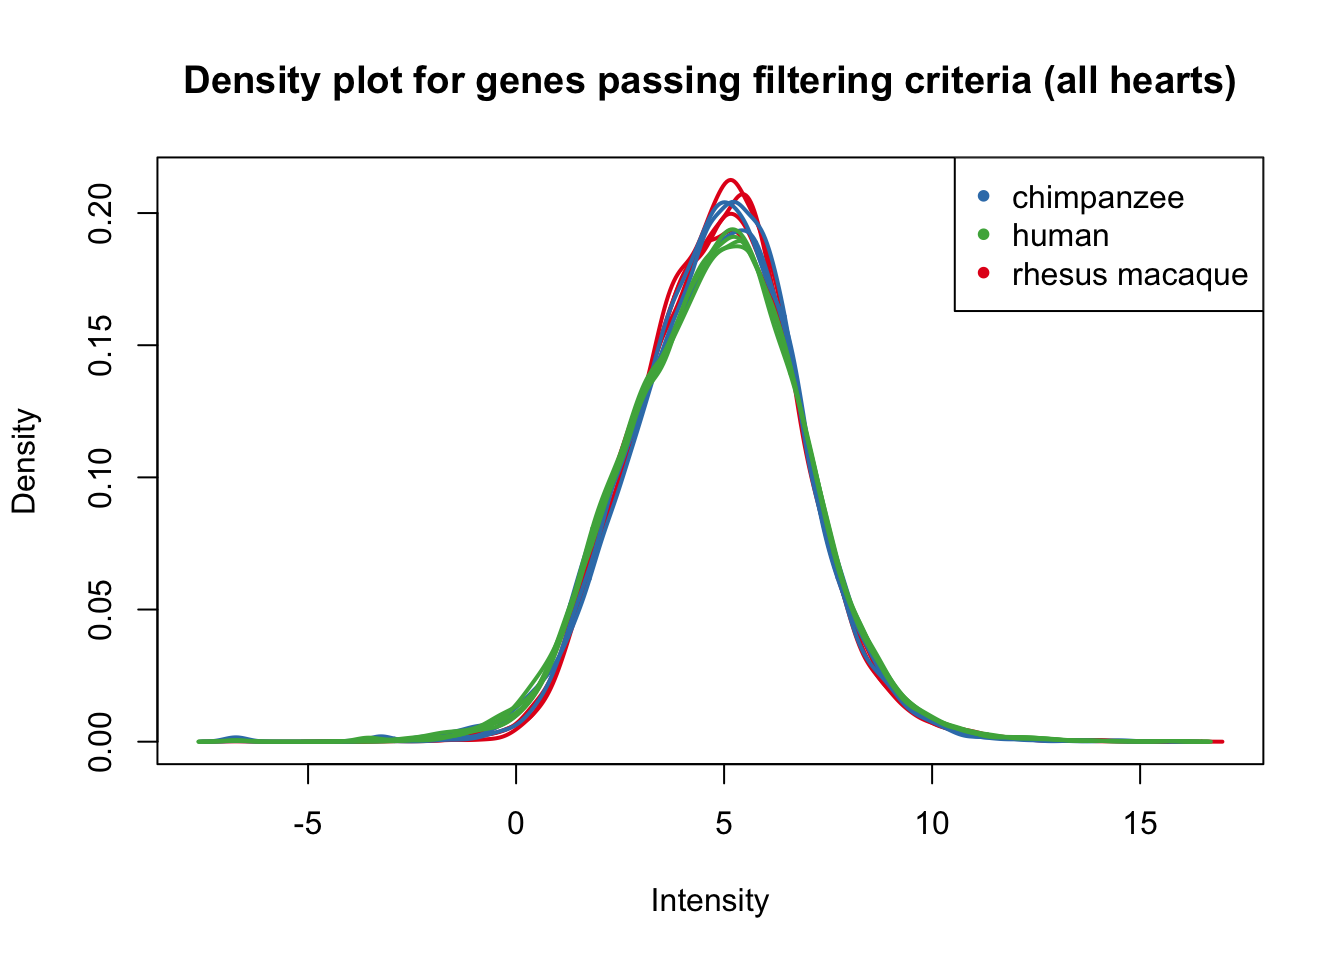 Density plot for genes passing filtering criteria (all hearts)
chimpanzee
human
rhesus macaque
Density
0.20
0.15
0.10
0.05
0.00
-5 0 5 10 15
Intensity